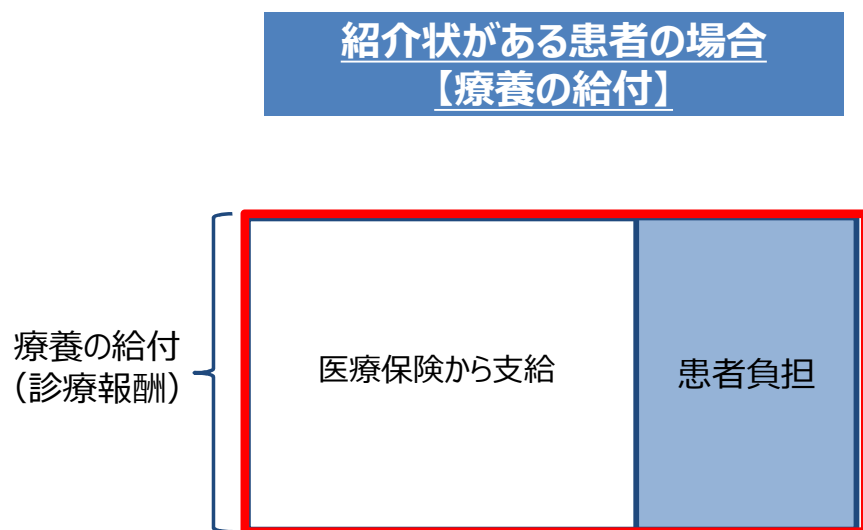 紹介状がある患者の場合
【療養の給付】
療養の給付
（診療報酬）
医療保険から支給
患者負担